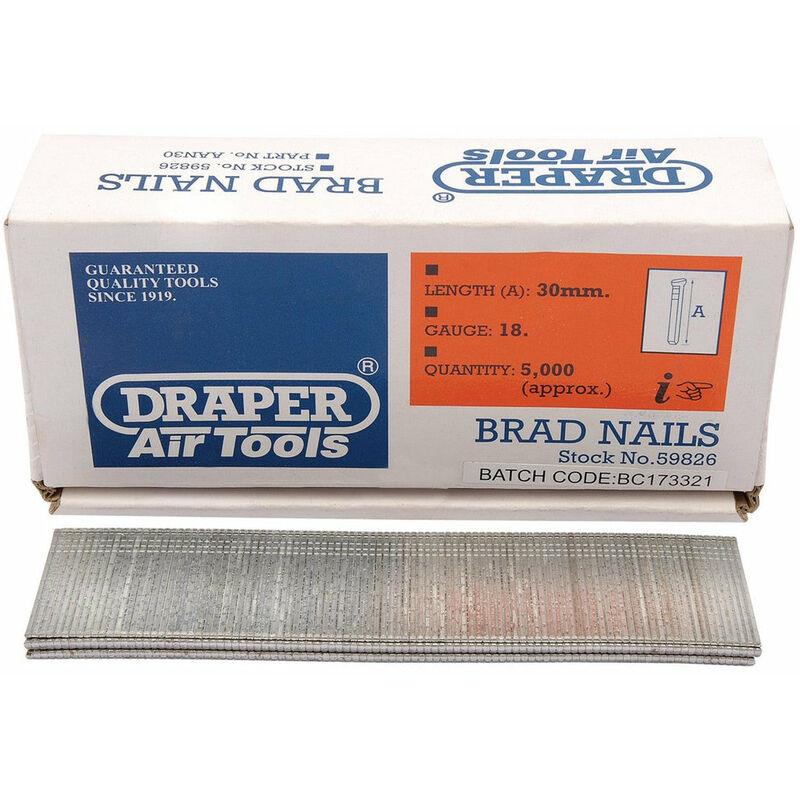 BRAD NAILS
STOCK No. 59826
PART No. AAN30
DRAPER®
Air Tools
GUARANTEED
QUALITY TOOLS
SINCE 1919.
DRAPER®
Air Tools
LENGTH (A): 30mm.
GAUGE: 18.
QUANTITY: 5,000
(approx.)
A
i
BRAD NAILS
Stock No.59826
BATCH CODE:BC173321